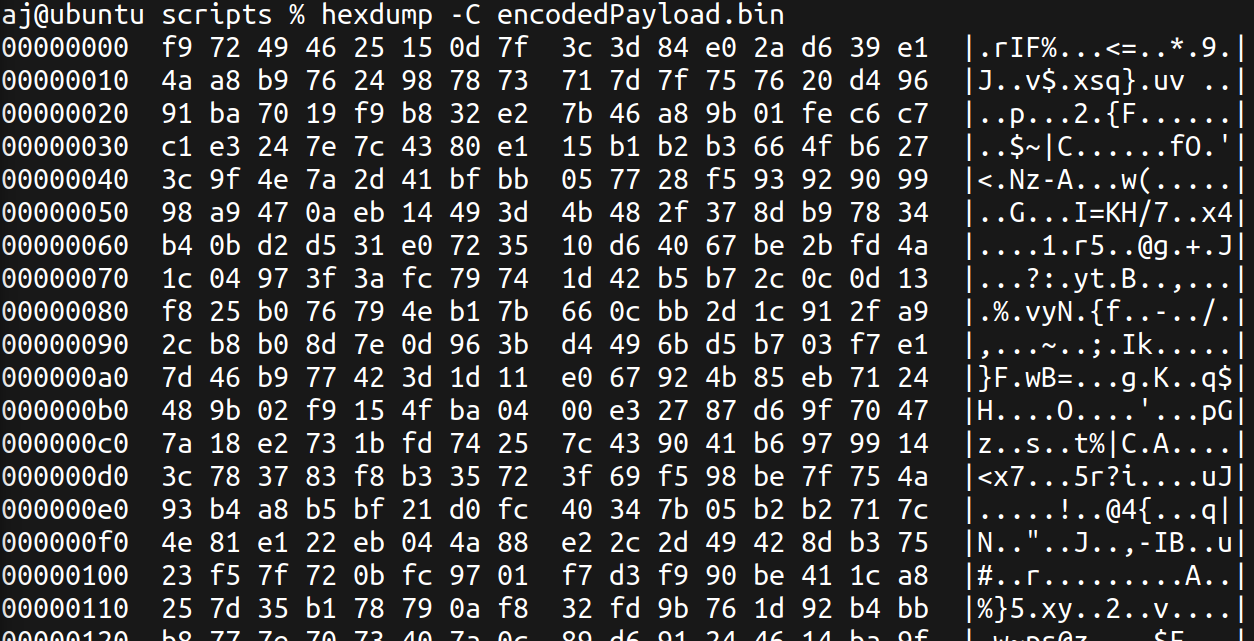 aj@ubuntu scripts % hexdump -C encodedPayload.bin
00000000  f9 72 49 46 25 15 0d 7f  3c 3d 84 e0 2a d6 39 e1  |.rIF%...<=..*.9.|
00000010  4a a8 b9 76 24 98 78 73  71 7d 7f 75 76 20 d4 96  |J..v$.xsq}.uv ..|
00000020  91 ba 70 19 f9 b8 32 e2  7b 46 a8 9b 01 fe c6 c7  |..p...2.{F......|
00000030  c1 e3 24 7e 7c 43 80 e1  15 b1 b2 b3 66 4f b6 27  |..$~|C......fO.'|
00000040  3c 9f 4e 7a 2d 41 bf bb  05 77 28 f5 93 92 90 99  |<.Nz-A...w(.....|
00000050  98 a9 47 0a eb 14 49 3d  4b 48 2f 37 8d b9 78 34  |..G...I=KH/7..x4|
00000060  b4 0b d2 d5 31 e0 72 35  10 d6 40 67 be 2b fd 4a  |....1.r5..@g.+.J|
00000070  1c 04 97 3f 3a fc 79 74  1d 42 b5 b7 2c 0c 0d 13  |...?:.yt.B..,...|
00000080  f8 25 b0 76 79 4e b1 7b  66 0c bb 2d 1c 91 2f a9  |.%.vyN.{f..-../.|
00000090  2c b8 b0 8d 7e 0d 96 3b  d4 49 6b d5 b7 03 f7 e1  |,...~..;.Ik.....|
000000a0  7d 46 b9 77 42 3d 1d 11  e0 67 92 4b 85 eb 71 24  |}F.wB=...g.K..q$|
000000b0  48 9b 02 f9 15 4f ba 04  00 e3 27 87 d6 9f 70 47  |H....O....'...pG|
000000c0  7a 18 e2 73 1b fd 74 25  7c 43 90 41 b6 97 99 14  |z..s..t%|C.A....|
000000d0  3c 78 37 83 f8 b3 35 72  3f 69 f5 98 be 7f 75 4a  |<x7...5r?i....uJ|
000000e0  93 b4 a8 b5 bf 21 d0 fc  40 34 7b 05 b2 b2 71 7c  |.....!..@4{...q||
000000f0  4e 81 e1 22 eb 04 4a 88  e2 2c 2d 49 42 8d b3 75  |N.."..J..,-IB..u|
00000100  23 f5 7f 72 0b fc 97 01  f7 d3 f9 90 be 41 1c a8  |#..r.........A..|
00000110  25 7d 35 b1 78 79 0a f8  32 fd 9b 76 1d 92 b4 bb  |%}5.xy..2..v....|